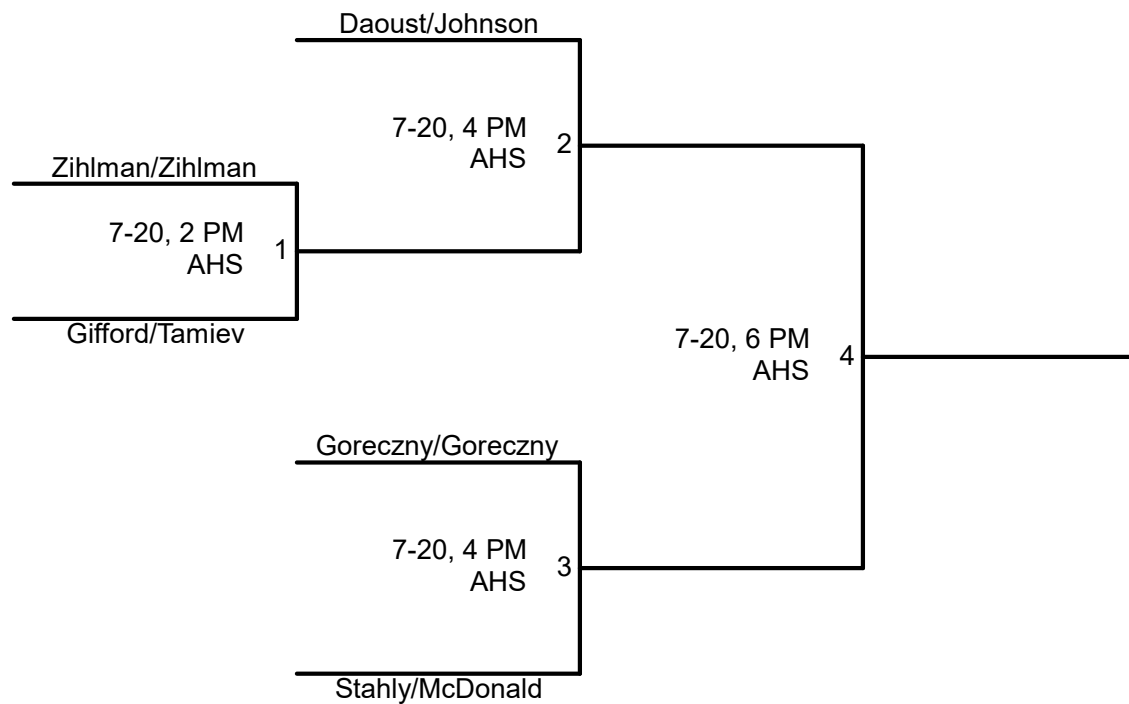 Daoust/Johnson
7-20, 4 PM
AHS
2
Zihlman/Zihlman
7-20, 2 PM
AHS
1
Gifford/Tamiev
7-20, 6 PM
AHS
4
Goreczny/Goreczny
7-20, 4 PM
AHS
3
Stahly/McDonald